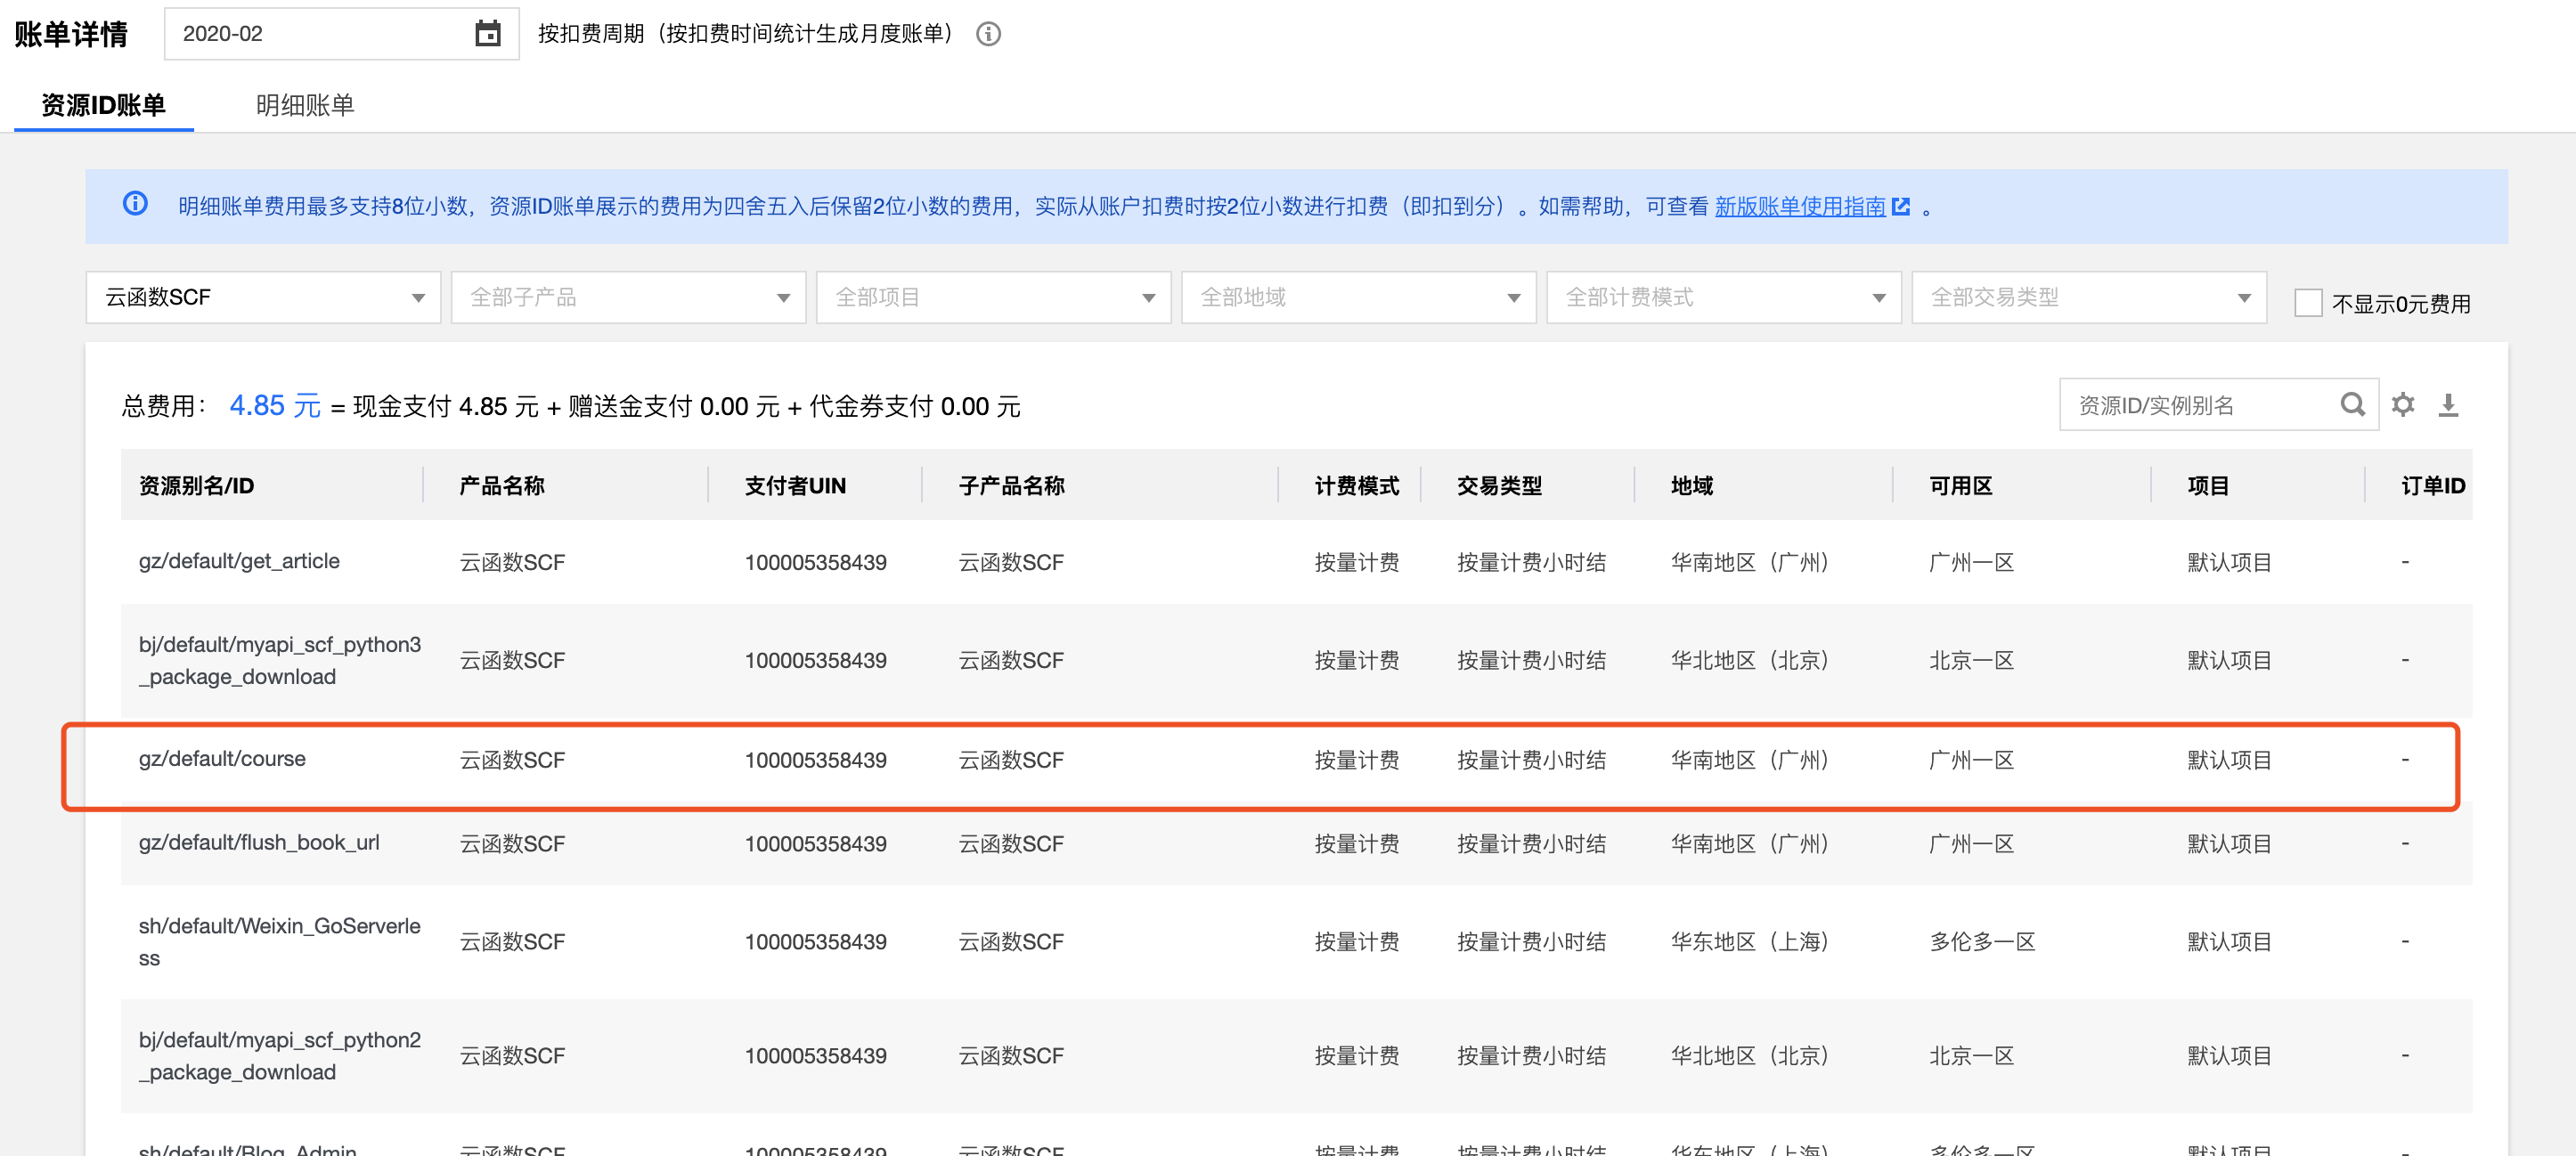 账单详情 2020-02 按扣费周期（按扣费时间统计生成月度账单）
资源ID账单 明细账单
明细账单费用最多支持8位小数，资源ID账单展示的费用为四舍五入后保留2位小数的费用，实际从账户扣费时按2位小数进行扣费（即扣到分）。如需帮助，可查看 新版账单使用指南 。
云函数SCF 全部子产品 全部项目 全部地域 全部计费模式 全部交易类型 不显示0元费用
总费用： 4.85 元 = 现金支付 4.85 元 + 赠送金支付 0.00 元 + 代金券支付 0.00 元 资源ID/实例别名
资源别名/ID 产品名称 支付者UIN 子产品名称 计费模式 交易类型 地域 可用区 项目 订单ID
gz/default/get_article 云函数SCF 100005358439 云函数SCF 按量计费 按量计费小时结 华南地区（广州） 广州一区 默认项目 -
bj/default/myapi_scf_python3
_package_download 云函数SCF 100005358439 云函数SCF 按量计费 按量计费小时结 华北地区（北京） 北京一区 默认项目 -
gz/default/course 云函数SCF 100005358439 云函数SCF 按量计费 按量计费小时结 华南地区（广州） 广州一区 默认项目 -
gz/default/flush_book_url 云函数SCF 100005358439 云函数SCF 按量计费 按量计费小时结 华南地区（广州） 广州一区 默认项目 -
sh/default/Weixin_GoServerle
ss 云函数SCF 100005358439 云函数SCF 按量计费 按量计费小时结 华东地区（上海） 多伦多一区 默认项目 -
bj/default/myapi_scf_python2
_package_download 云函数SCF 100005358439 云函数SCF 按量计费 按量计费小时结 华北地区（北京） 北京一区 默认项目 -
sh/default/Blog_Admin 云函数SCF 100005358439 云函数SCF 按量计费 按量计费小时结 华东地区（上海） 多伦多一区 默认项目 -